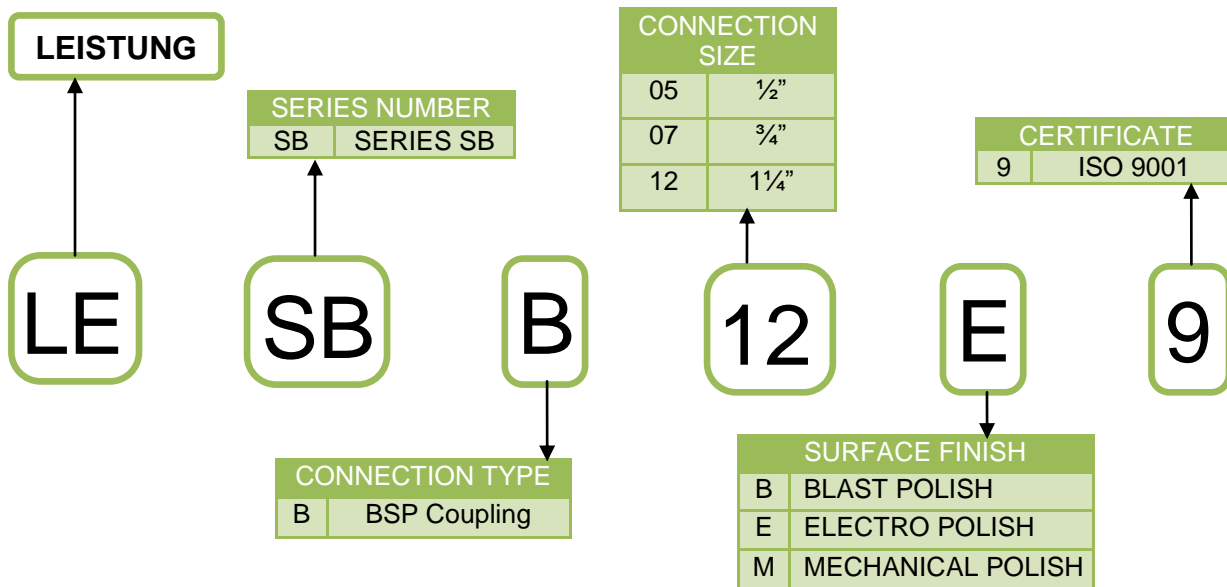 LEISTUNG
SERIES NUMBER
SB SERIES SB
CONNECTION
SIZE
05 ½”
07 ¾”
12 1¼”
CERTIFICATE
9 ISO 9001
LE SB B 12 E 9
CONNECTION TYPE
B BSP Coupling
SURFACE FINISH
B BLAST POLISH
E ELECTRO POLISH
M MECHANICAL POLISH